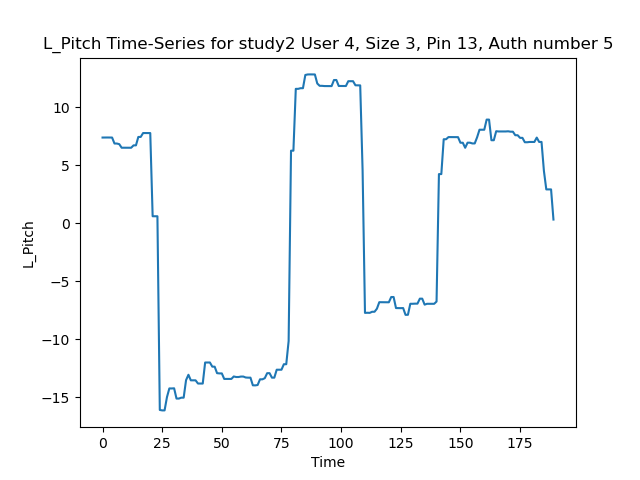 L_Pitch Time-Series for study2 User 4, Size 3, Pin 13, Auth number 5
10
5
0
−5
−10
−15
L_Pitch
0 25 50 75 100 125 150 175
Time